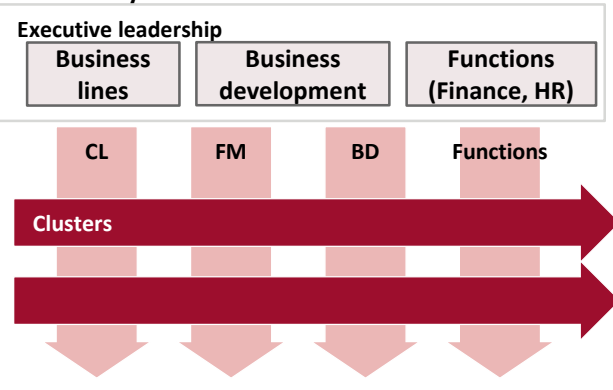 Executive leadership
Business
lines
Business
development
Functions
(Finance, HR)
CL
FM
BD
Functions
Clusters